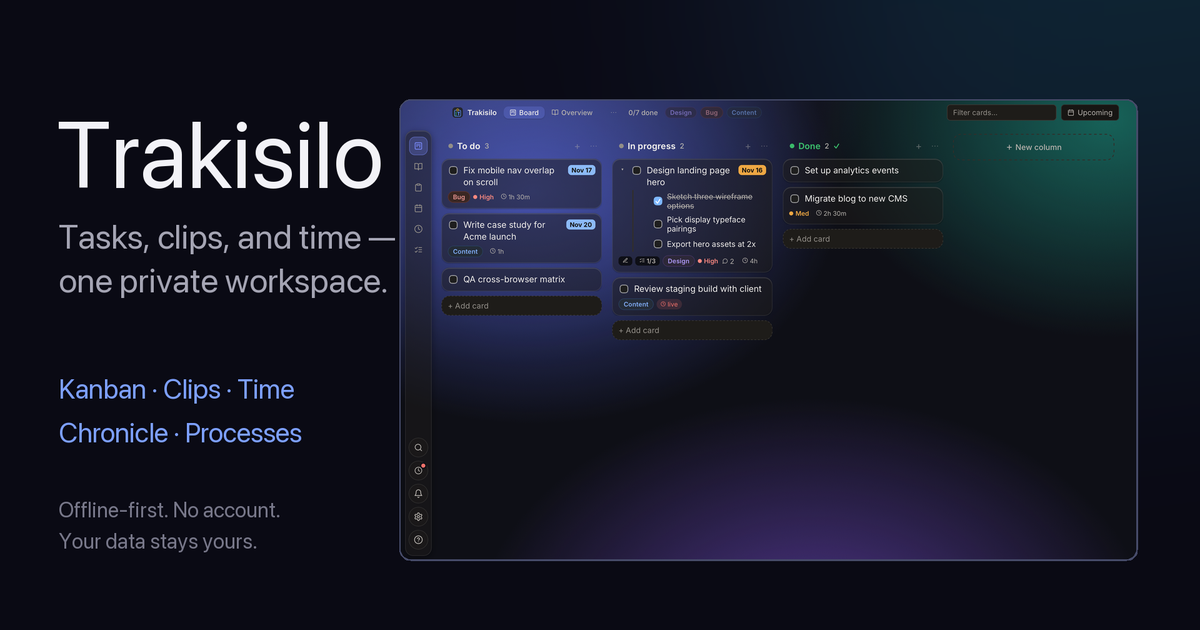 Trakisilo
Tasks, clips, and time —
one private workspace.
Kanban · Clips · Time
Chronicle · Processes
Offline-first. No account.
Your data stays yours.
Trakisilo
Board
Overview
0/7 done
Design
Bug
Content
Filter cards...
Upcoming
To do 3
Fix mobile nav overlap
on scroll
Nov 17
Bug
High
1h 30m
Write case study for
Acme launch
Nov 20
Content
1h
QA cross-browser matrix
+ Add card
In progress 2
Design landing page
hero
Nov 16
Sketch three wireframe
options
Pick display typeface
pairings
Export hero assets at 2x
1/3
Design
High
2
4h
Review staging build with client
Content
live
+ Add card
Done 2 ✓
Set up analytics events
Migrate blog to new CMS
Med
2h 30m
+ Add card
+ New column